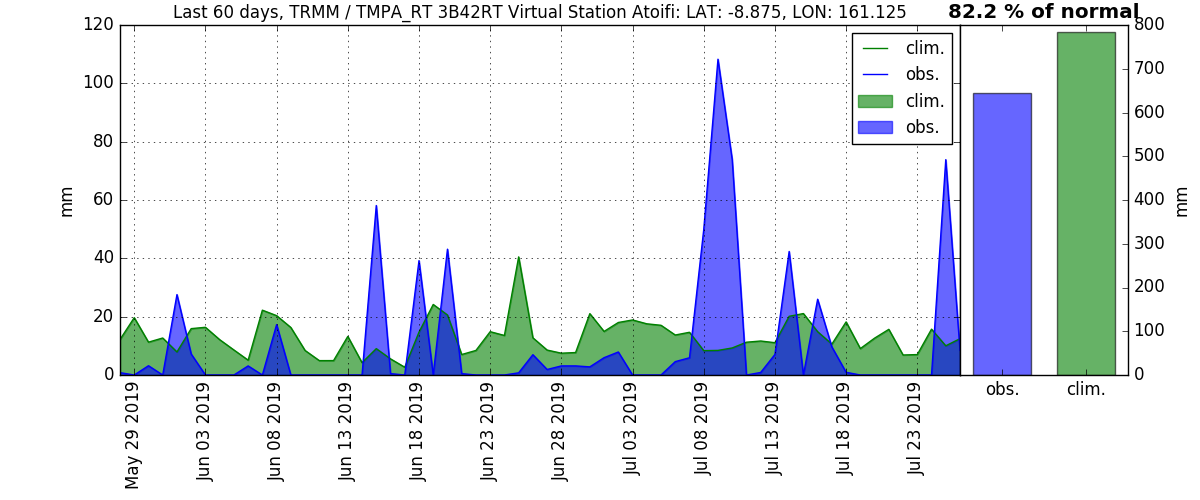 Last 60 days, TRMM / TMPA_RT 3B42RT Virtual Station Atoifi: LAT: -8.875, LON: 161.125
82.2 % of normal
120
100
80
60
40
20
0
mm
clim.
obs.
clim.
obs.
800
700
600
500
400
300
200
100
0
mm
May 29 2019
Jun 03 2019
Jun 08 2019
Jun 13 2019
Jun 18 2019
Jun 23 2019
Jun 28 2019
Jul 03 2019
Jul 08 2019
Jul 13 2019
Jul 18 2019
Jul 23 2019
obs.
clim.